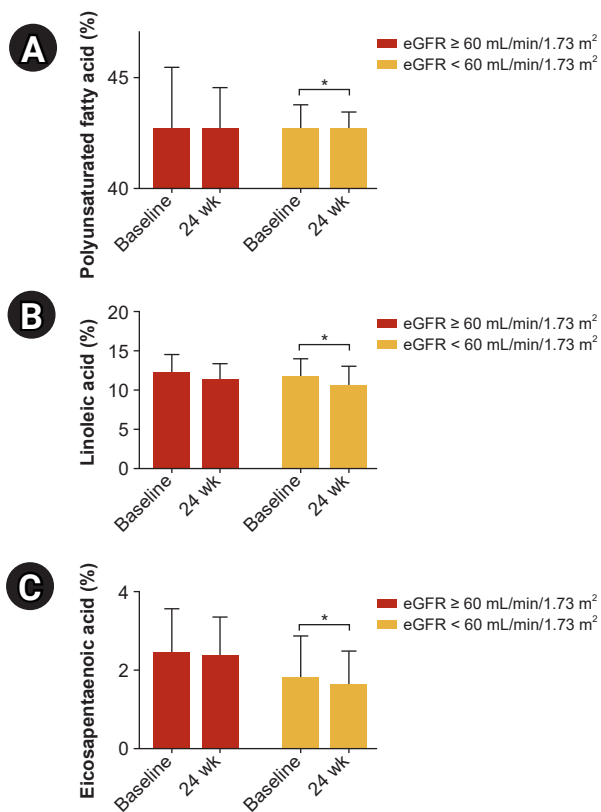 A
Polyunsaturated fatty acid (%)
45
40
*
Baseline
24 wk
Baseline
24 wk
eGFR ≥ 60 mL/min/1.73 m²
eGFR < 60 mL/min/1.73 m²
B
Linoleic acid (%)
20
15
10
5
0
*
Baseline
24 wk
Baseline
24 wk
eGFR ≥ 60 mL/min/1.73 m²
eGFR < 60 mL/min/1.73 m²
C
Eicosapentaenoic acid (%)
4
2
0
*
Baseline
24 wk
Baseline
24 wk
eGFR ≥ 60 mL/min/1.73 m²
eGFR < 60 mL/min/1.73 m²